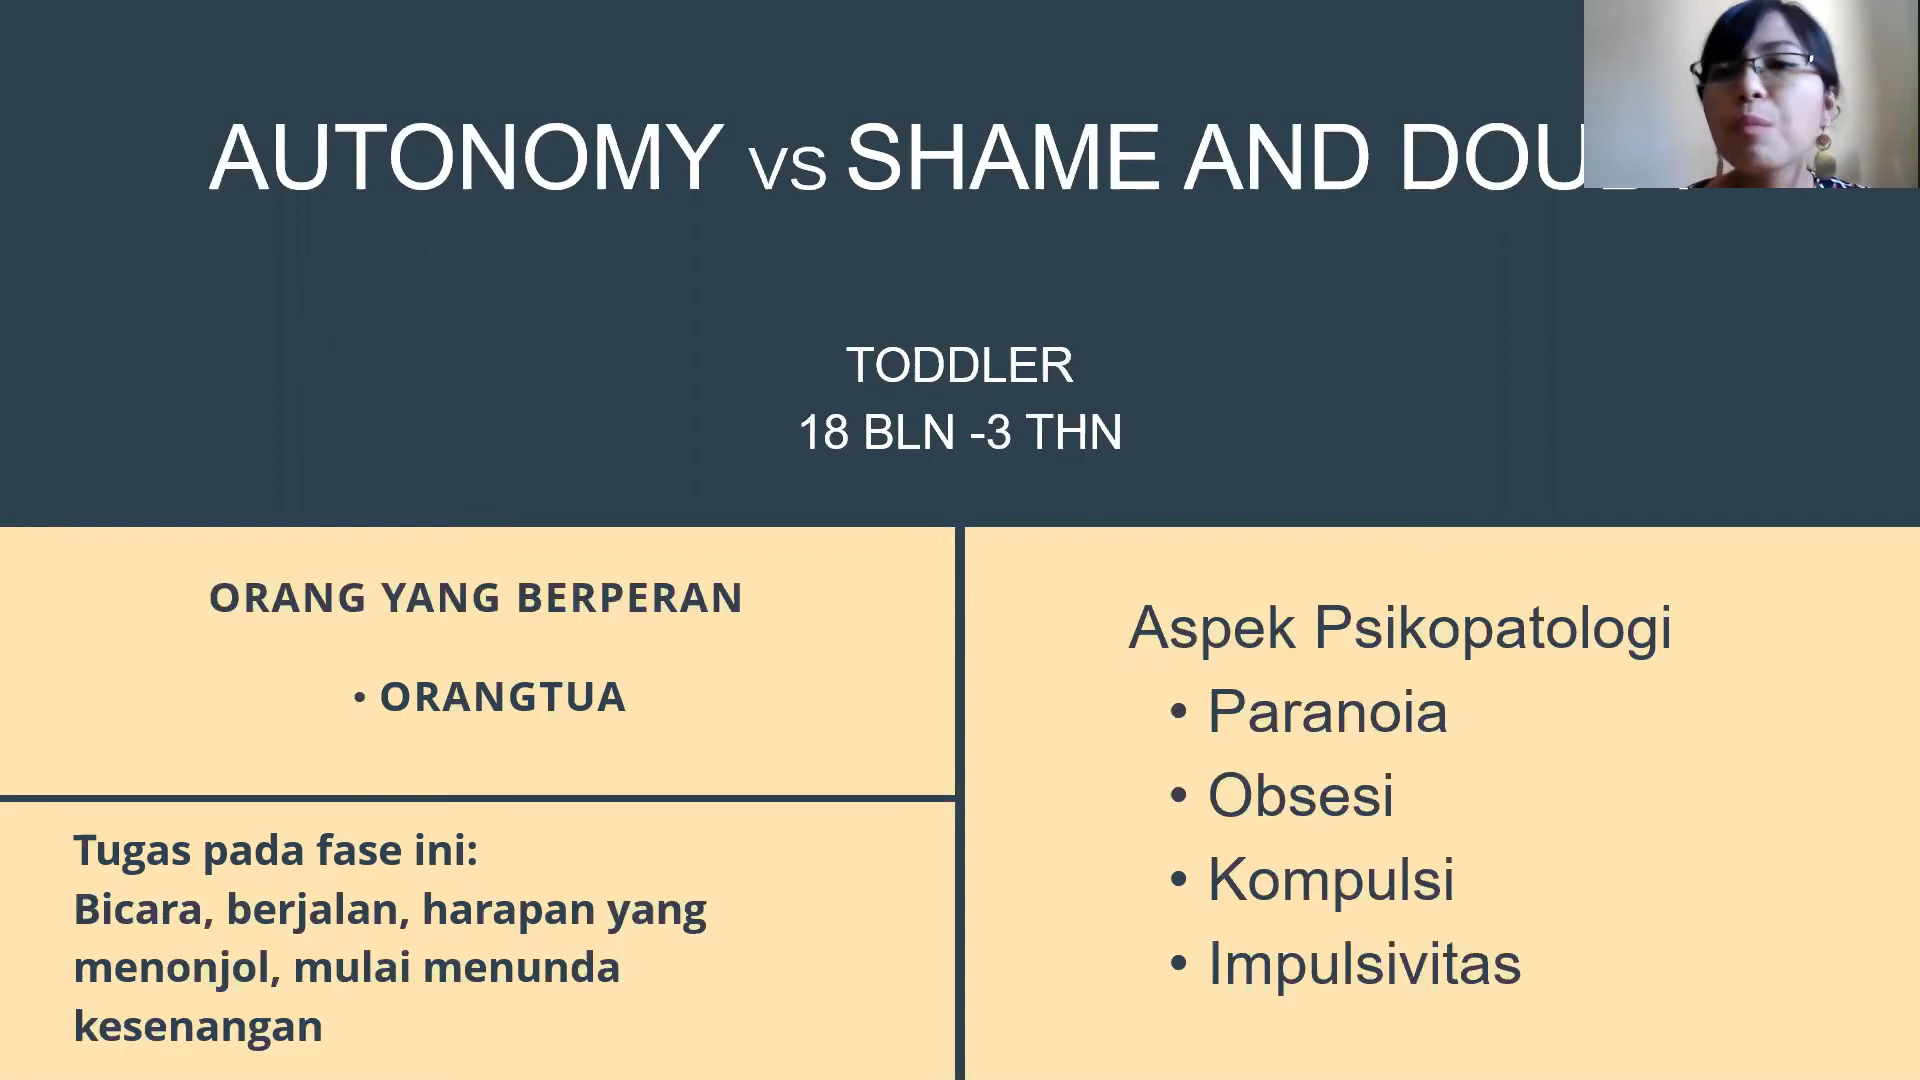 AUTONOMY VS SHAME AND
TODDLER
18 BLN -3 THN
ORANG YANG BERPERAN
• ORANGTUA
Tugas pada fase ini:
Bicara, berjalan, harapan yang
menonjol, mulai menunda
kesenangan
Aspek Psikopatologi
• Paranoia
• Obsesi
• Kompulsi
• Impulsivitas